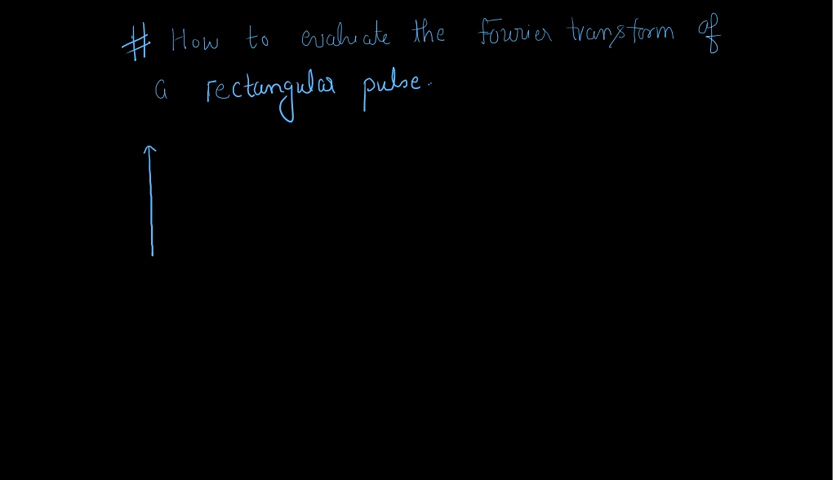 # How to evaluate the fourier transform of
a rectangular pulse.